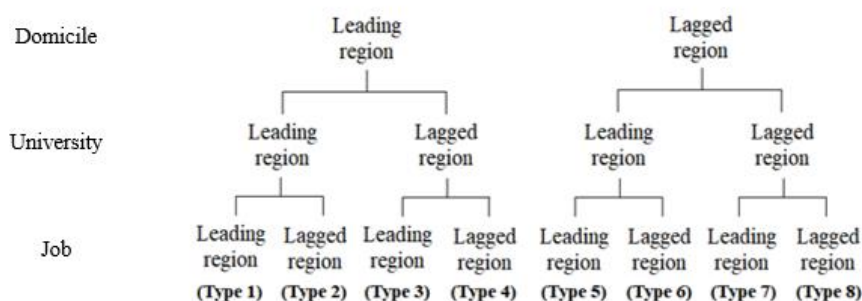 Domicile
Leading
region
Lagged
region
University
Leading
region
Lagged
region
Leading
region
Lagged
region
Job
Leading
region
(Type 1)
Lagged
region
(Type 2)
Leading
region
(Type 3)
Lagged
region
(Type 4)
Leading
region
(Type 5)
Lagged
region
(Type 6)
Leading
region
(Type 7)
Lagged
region
(Type 8)